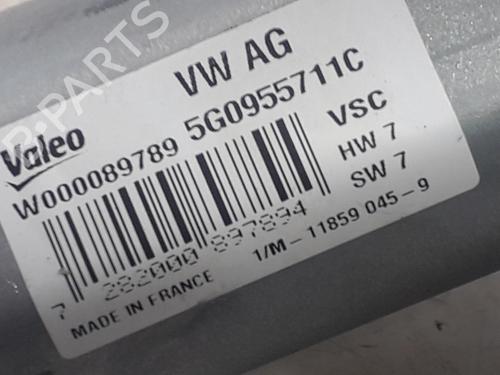 B-PARTS
VW AG
Valeo
W000089789 5G0955711C
VSC
HW 7
SW 7
7 282000 897894
1/M-11859 045-9
MADE IN FRANCE